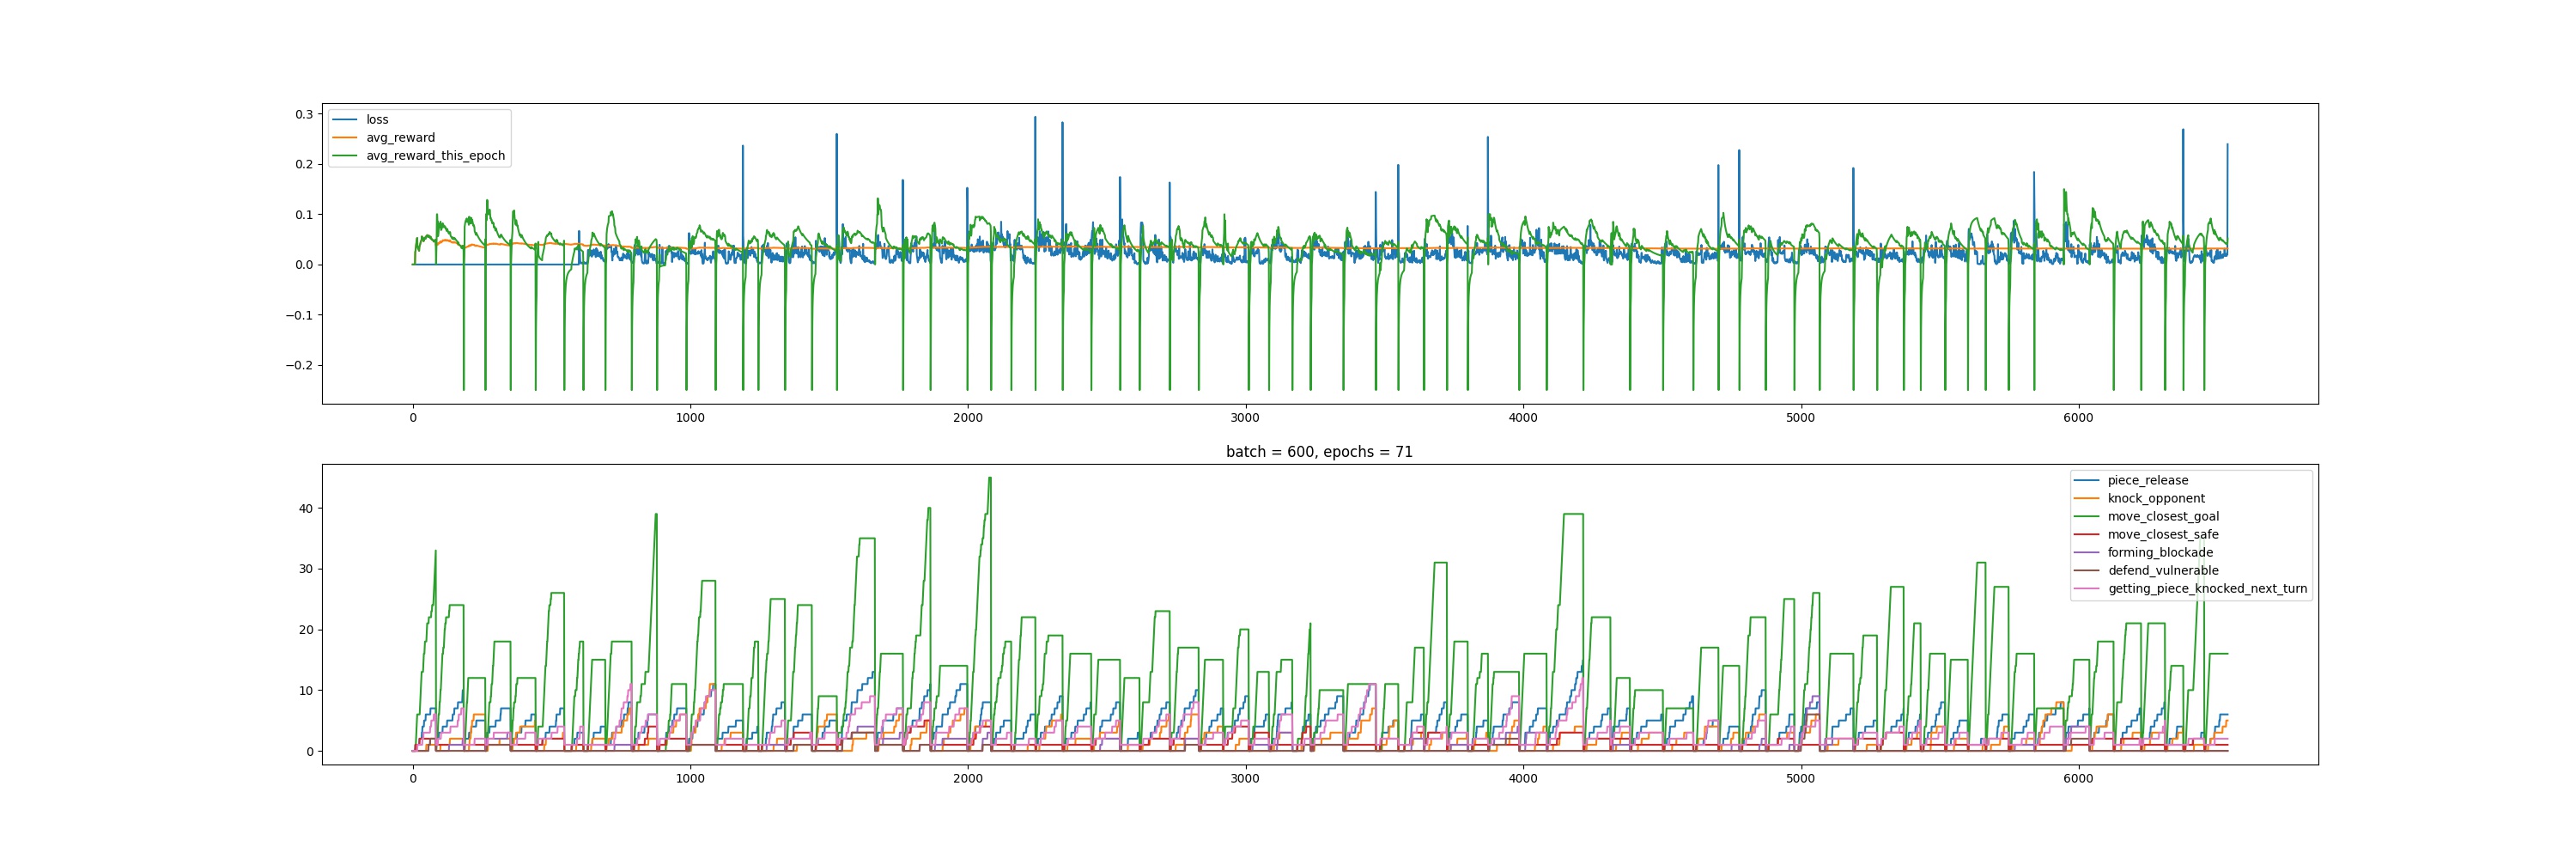 0.3
0.2
0.1
0.0
−0.1
−0.2
loss
avg_reward
avg_reward_this_epoch
0 1000 2000 3000 4000 5000 6000
batch = 600, epochs = 71
40
30
20
10
0
piece_release
knock_opponent
move_closest_goal
move_closest_safe
forming_blockade
defend_vulnerable
getting_piece_knocked_next_turn
0 1000 2000 3000 4000 5000 6000